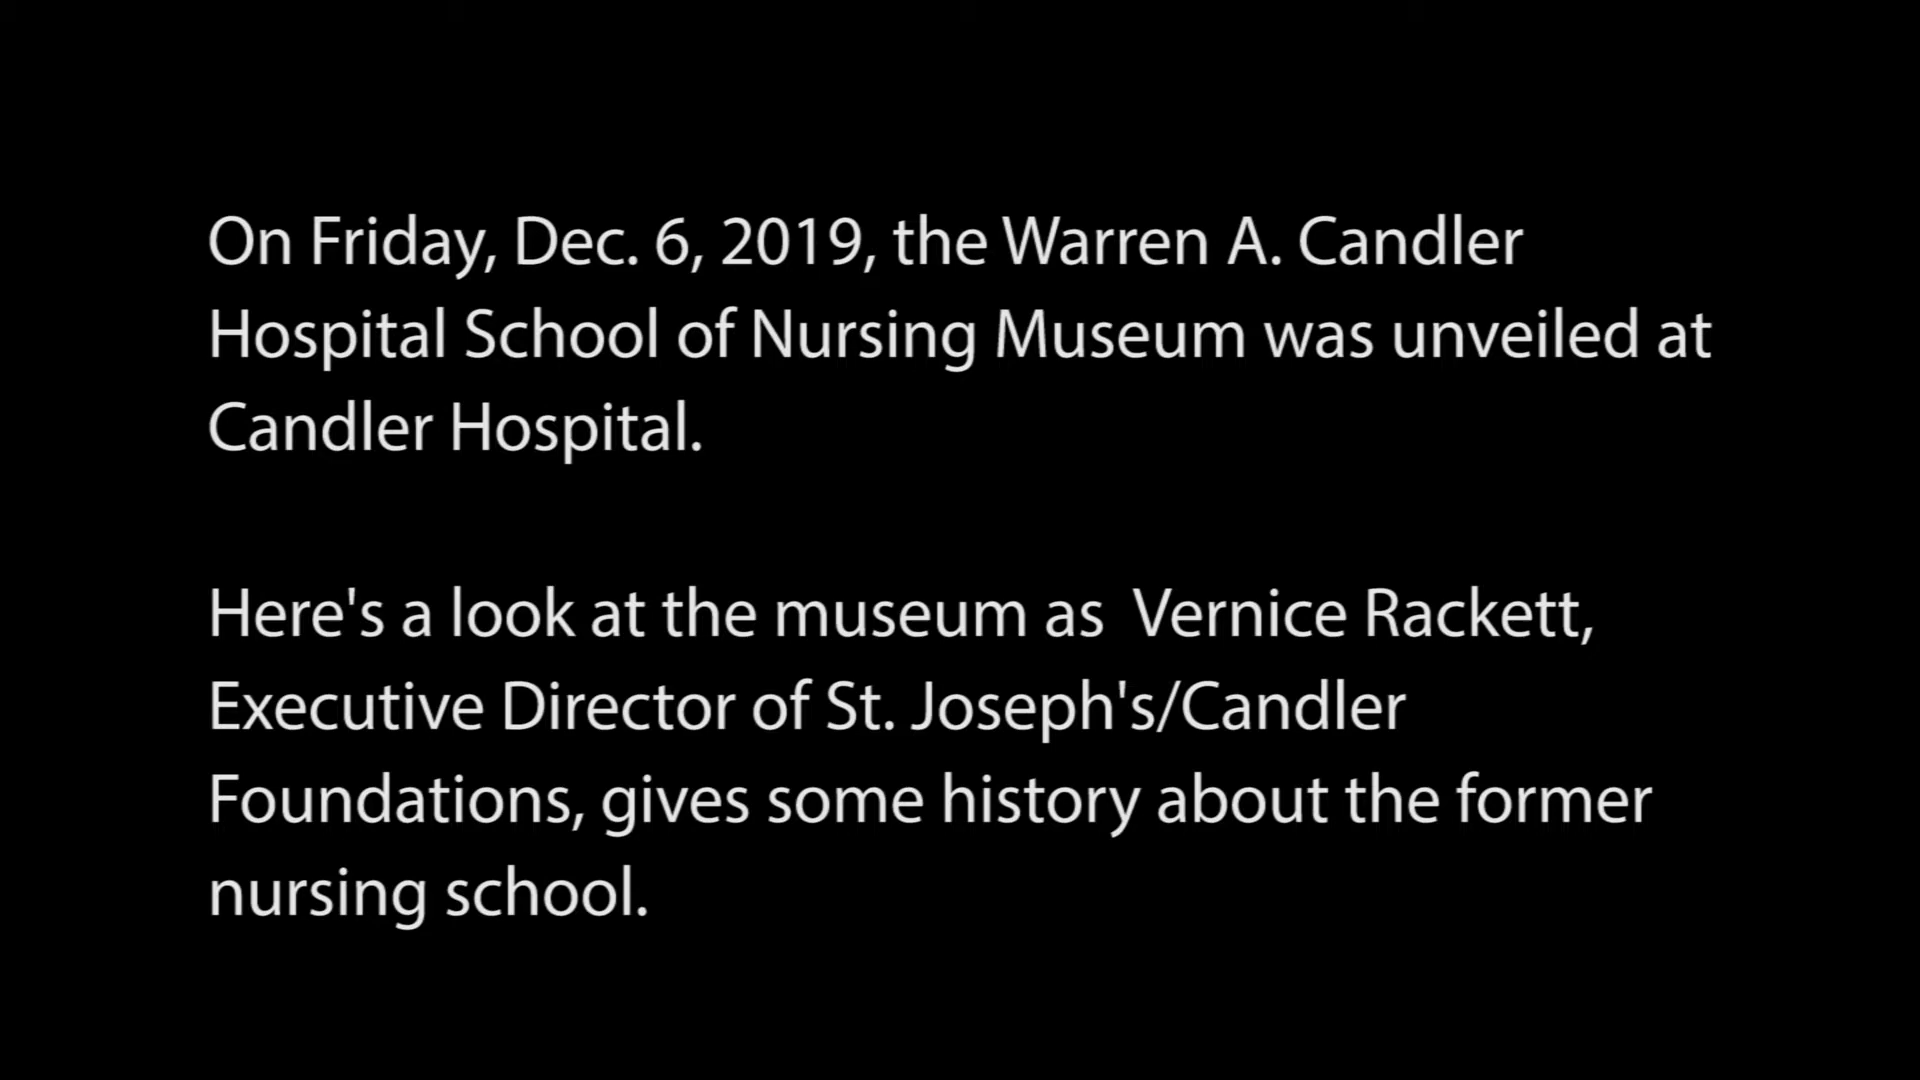 On Friday, Dec. 6, 2019, the Warren A. Candler
Hospital School of Nursing Museum was unveiled at
Candler Hospital.
Here's a look at the museum as  Vernice Rackett,
Executive Director of St. Joseph's/Candler
Foundations, gives some history about the former
nursing school.